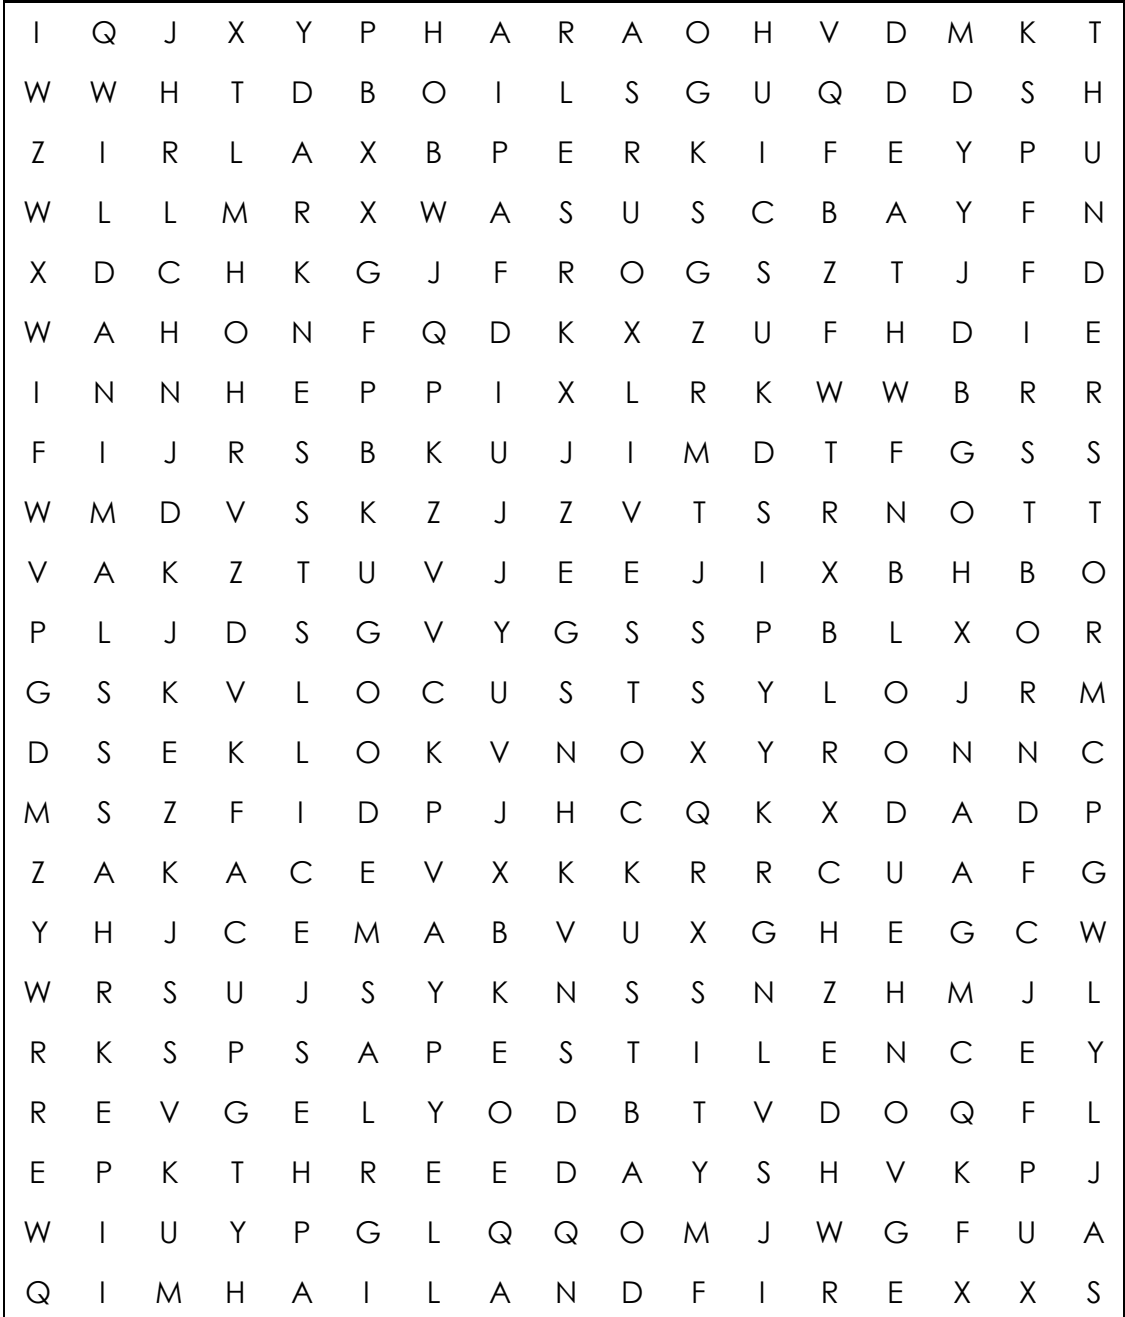 I Q J X Y P H A R A O H V D M K T
W W H T D B O I L S G U Q D D S H
Z I R L A X B P E R K I F E Y P U
W L L M R X W A S U S C B A Y F N
X D C H K G J F R O G S Z T J F D
W A H O N F Q D K X Z U F H D I E
I N N H E P P I X L R K W W B R R
F I J R S B K U J I M D T F G S S
W M D V S K Z J Z V T S R N O T T
V A K Z T U V J E E J I X B H B O
P L J D S G V Y G S S P B L X O R
G S K V L O C U S T S Y L O J R M
D S E K L O K V N O X Y R O N N C
M S Z F I D P J H C Q K X D A D P
Z A K A C E V X K K R R C U A F G
Y H J C E M A B V U X G H E G C W
W R S U J S Y K N S S N Z H M J L
R K S P S A P E S T I L E N C E Y
R E V G E L Y O D B T V D O Q F L
E P K T H R E E D A Y S H V K P J
W I U Y P G L Q Q O M J W G F U A
Q I M H A I L A N D F I R E X X S